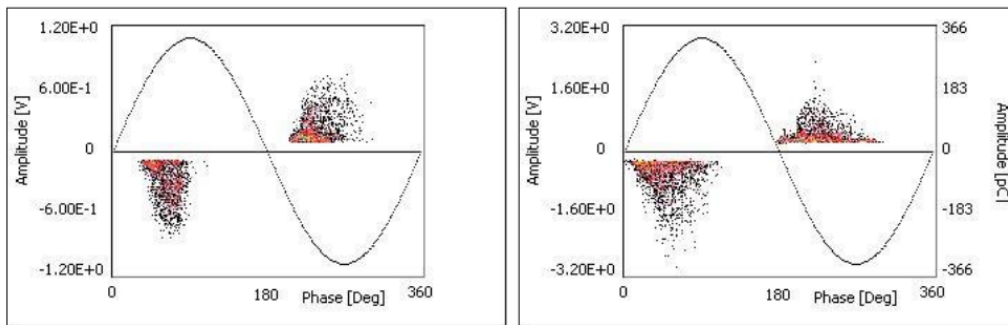 1.20E+0
6.00E-1
0
-6.00E-1
-1.20E+0
Amplitude [V]
0
180
360
Phase [Deg]
3.20E+0
1.60E+0
0
-1.60E+0
-3.20E+0
Amplitude [V]
366
183
0
-183
-366
Amplitude [pC]
0
180
360
Phase [Deg]